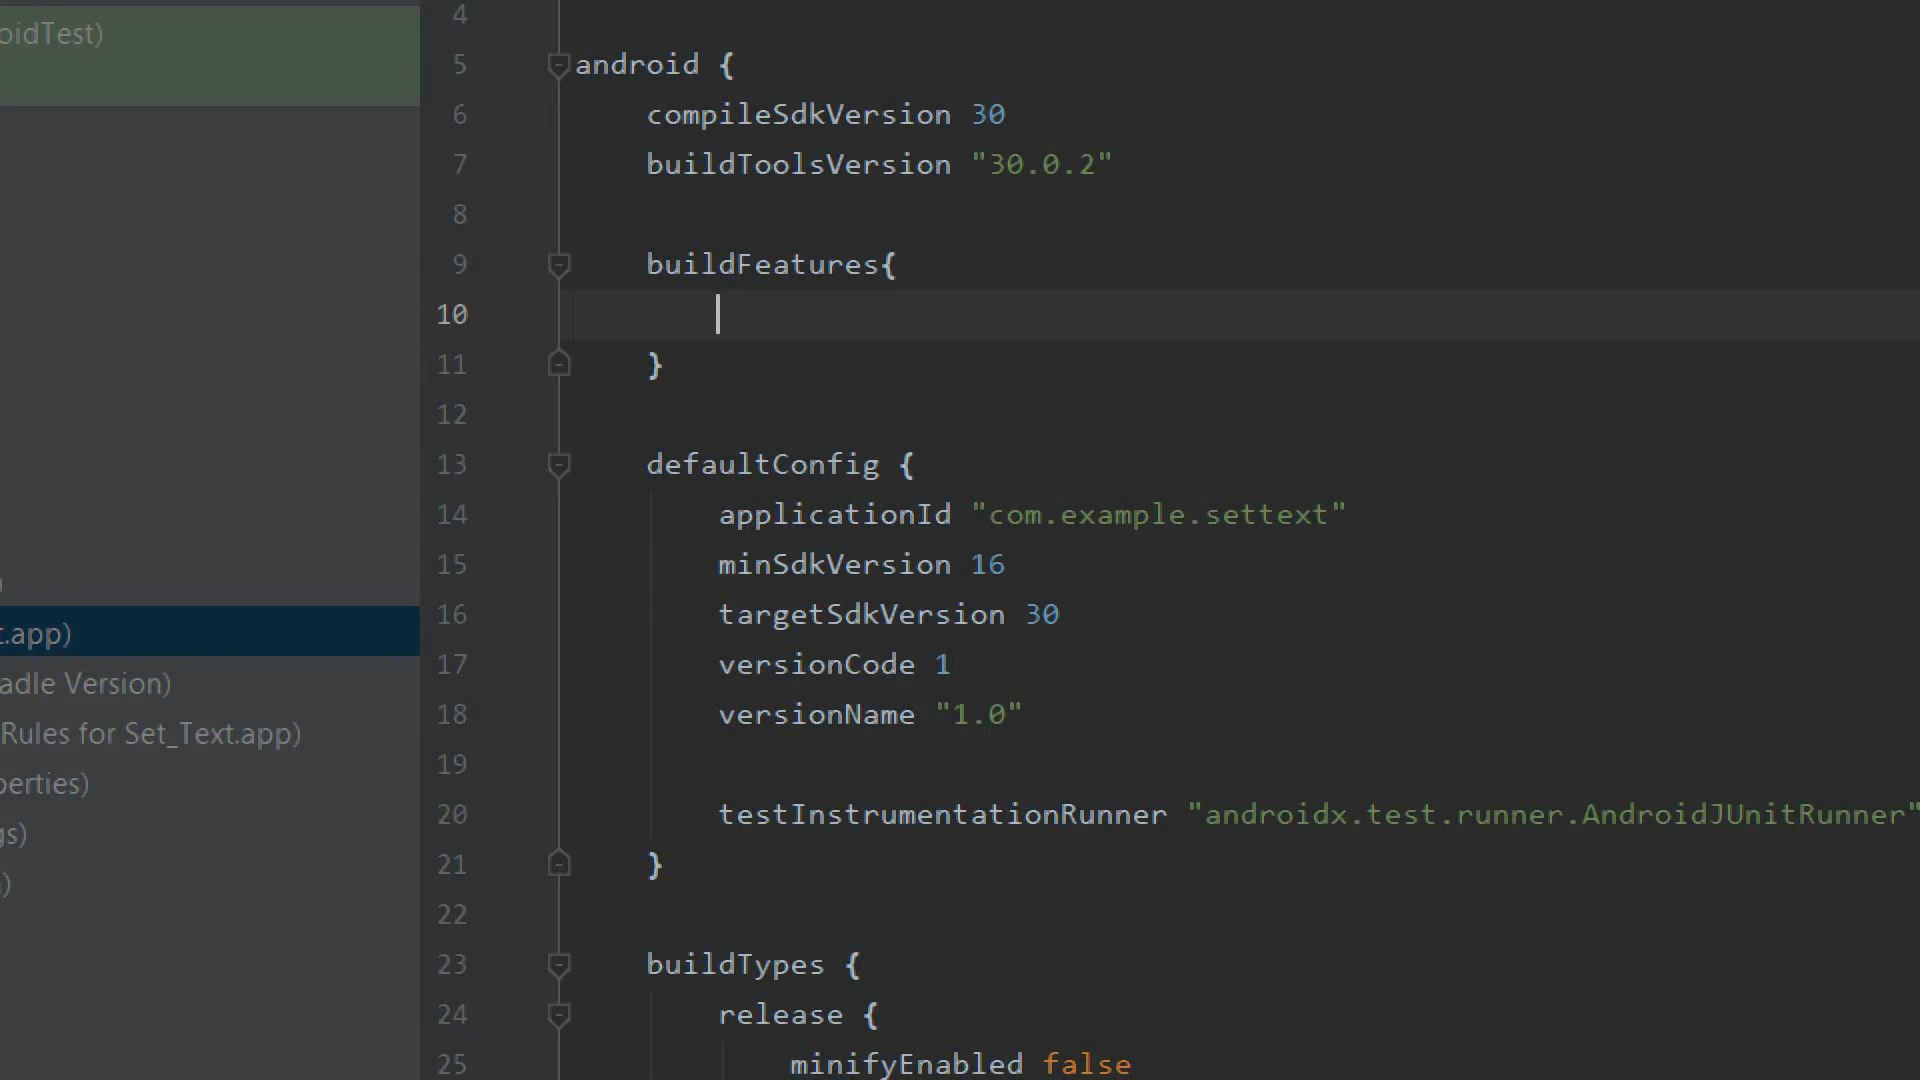 oidTest)
.app)
adle Version)
Rules for Set_Text.app)
perties)
gs)
)
4
5 android {
6 compileSdkVersion 30
7 buildToolsVersion "30.0.2"
8
9 buildFeatures{
10
11 }
12
13 defaultConfig {
14 applicationId "com.example.settext"
15 minSdkVersion 16
16 targetSdkVersion 30
17 versionCode 1
18 versionName "1.0"
19
20 testInstrumentationRunner "androidx.test.runner.AndroidJUnitRunner"
21 }
22
23 buildTypes {
24 release {
25 minifyEnabled false